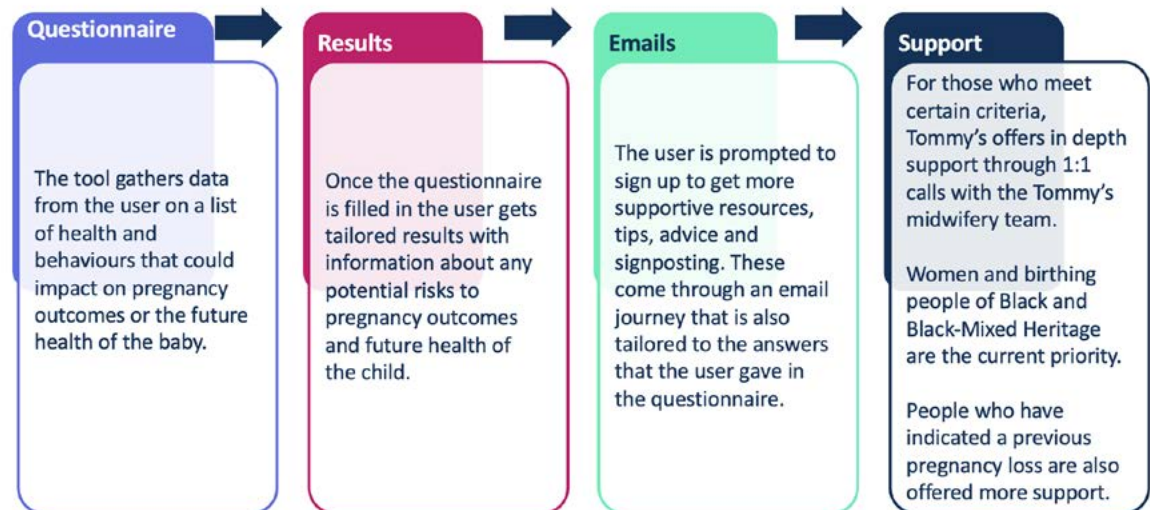 Questionnaire
The tool gathers data
from the user on a list
of health and
behaviours that could
impact on pregnancy
outcomes or the future
health of the baby.
Results
Once the questionnaire
is filled in the user gets
tailored results with
information about any
potential risks to
pregnancy outcomes
and future health of
the child.
Emails
The user is prompted to
sign up to get more
supportive resources,
tips, advice and
signposting. These
come through an email
journey that is also
tailored to the answers
that the user gave in
the questionnaire.
Support
For those who meet
certain criteria,
Tommy's offers in depth
support through 1:1
calls with the Tommy's
midwifery team.
Women and birthing
people of Black and
Black-Mixed Heritage
are the current priority.
People who have
indicated a previous
pregnancy loss are also
offered more support.